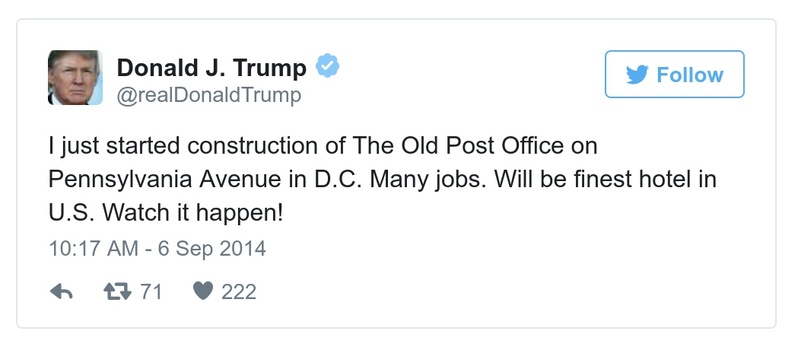 Donald J. Trump
@realDonaldTrump
Follow
I just started construction of The Old Post Office on
Pennsylvania Avenue in D.C. Many jobs. Will be finest hotel in
U.S. Watch it happen!
10:17 AM - 6 Sep 2014
71 222